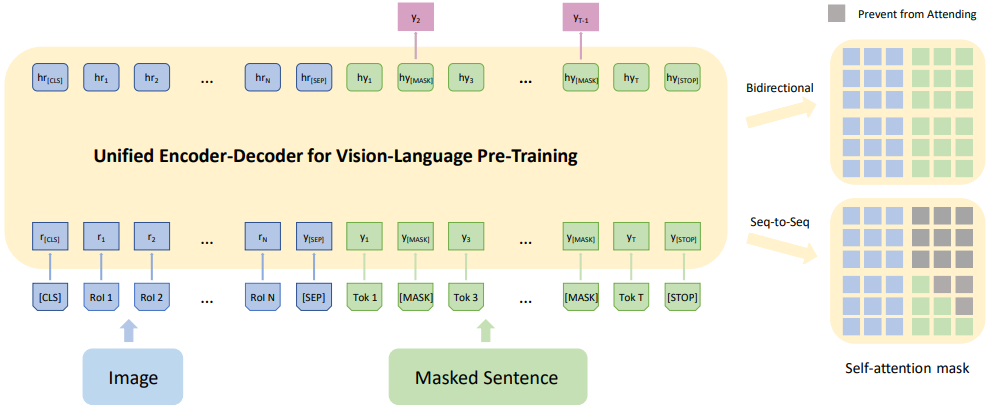 y2 yT-1 Prevent from Attending
hr[CLS] hr1 hr2 ... hrN hr[SEP] hy1 hy[MASK] hy3 ... hy[MASK] hyT hy[STOP]
Bidirectional
Unified Encoder-Decoder for Vision-Language Pre-Training
Seq-to-Seq
r[CLS] r1 r2 ... rN y[SEP] y1 y[MASK] y3 ... y[MASK] yT y[STOP]
[CLS] RoI 1 RoI 2 ... RoI N [SEP] Tok 1 [MASK] Tok 3 ... [MASK] Tok T [STOP]
Image Masked Sentence
Self-attention mask